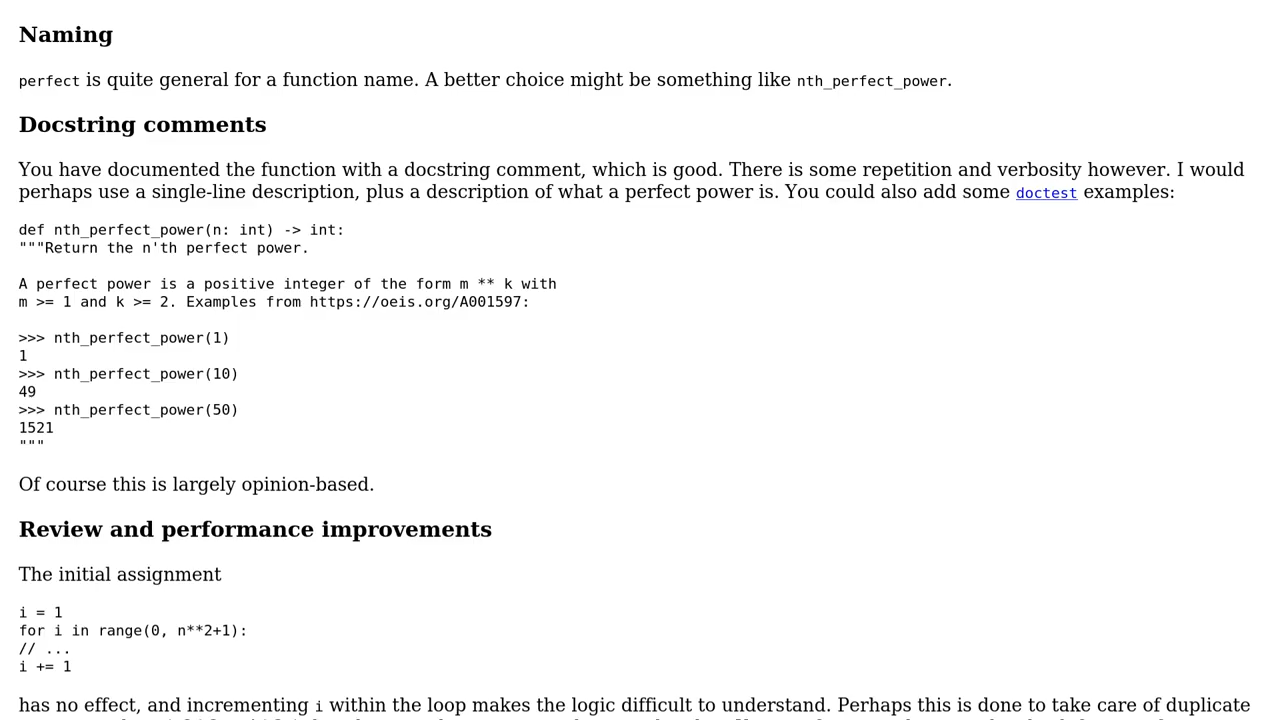 Naming
perfect is quite general for a function name. A better choice might be something like nth_perfect_power.
Docstring comments
You have documented the function with a docstring comment, which is good. There is some repetition and verbosity however. I would
perhaps use a single-line description, plus a description of what a perfect power is. You could also add some doctest examples:
def nth_perfect_power(n: int) -> int:
"""Return the n'th perfect power.
A perfect power is a positive integer of the form m ** k with
m >= 1 and k >= 2. Examples from https://oeis.org/A001597:
>>> nth_perfect_power(1)
1
>>> nth_perfect_power(10)
49
>>> nth_perfect_power(50)
1521
"""
Of course this is largely opinion-based.
Review and performance improvements
The initial assignment
i = 1
for i in range(0, n**2+1):
// ...
i += 1
has no effect, and incrementing i within the loop makes the logic difficult to understand. Perhaps this is done to take care of duplicate